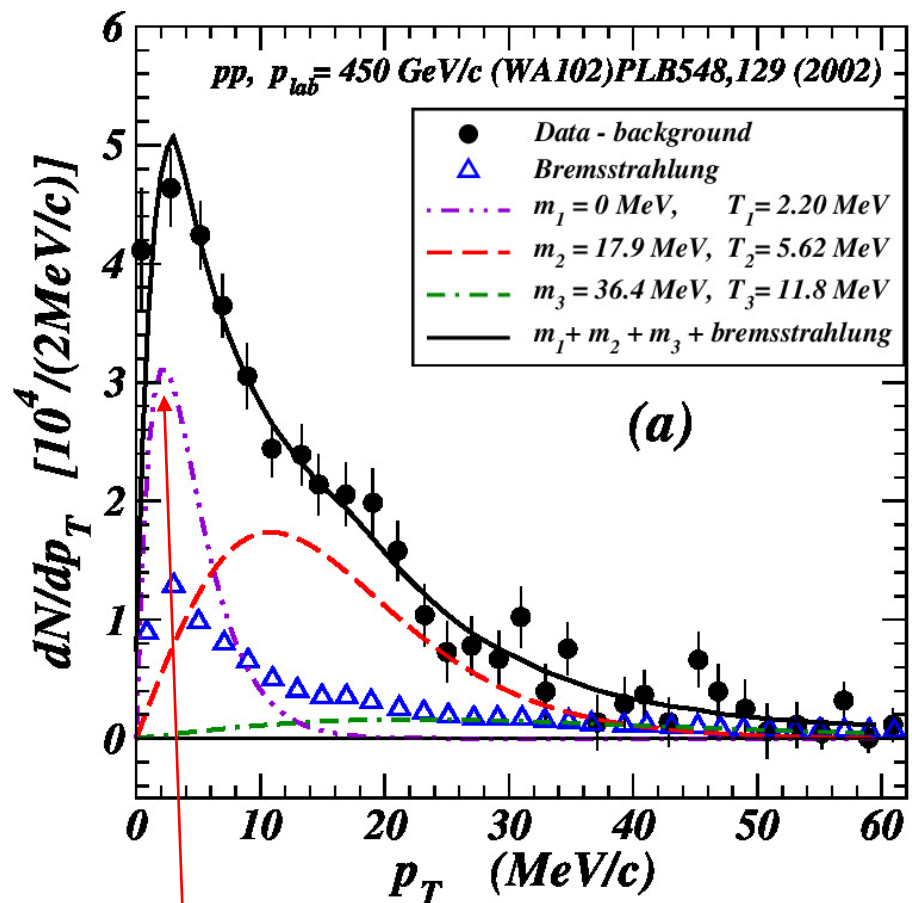 pp, p_lab = 450 GeV/c (WA102)PLB548,129 (2002)
Data - background
Bremsstrahlung
m_1 = 0 MeV, T_1= 2.20 MeV
m_2 = 17.9 MeV, T_2= 5.62 MeV
m_3 = 36.4 MeV, T_3= 11.8 MeV
m_1+ m_2 + m_3 + bremsstrahlung
(a)
dN/dp_T [10^4/(2MeV/c)]
6
5
4
3
2
1
0
0 10 20 30 40 50 60
p_T (MeV/c)